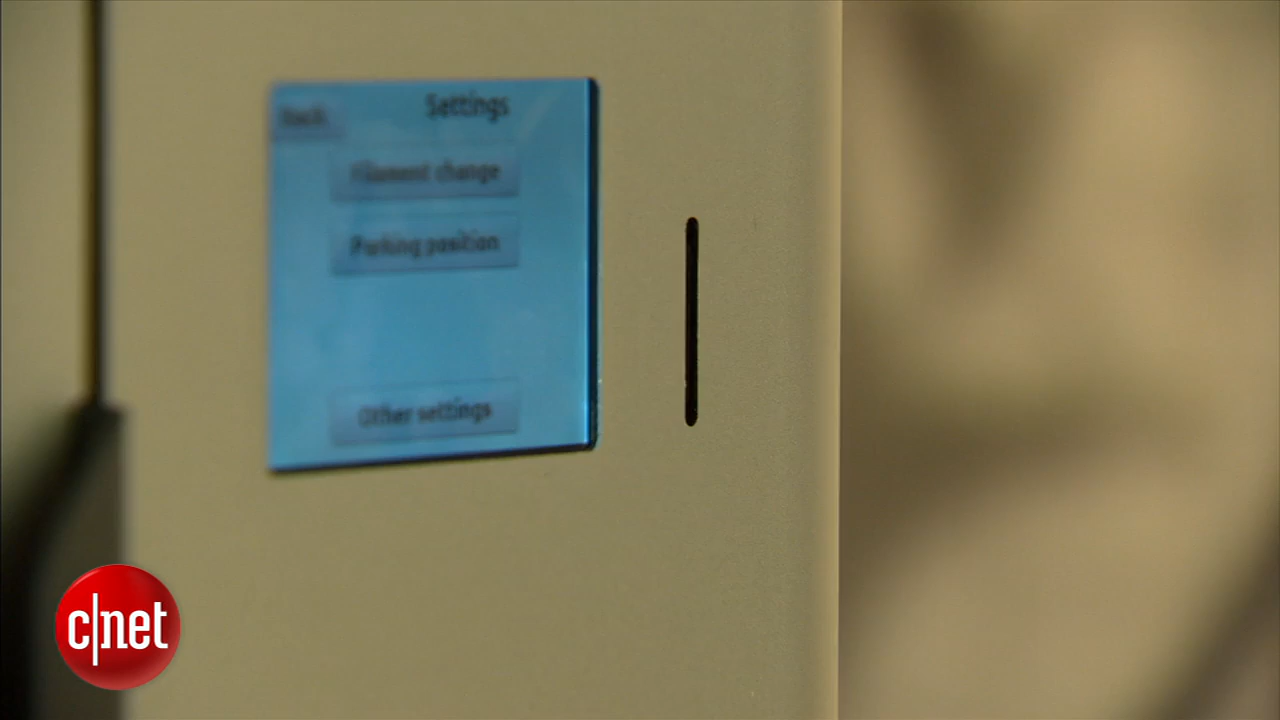 Back
Settings
Filament change
Parking position
Other settings
c|net